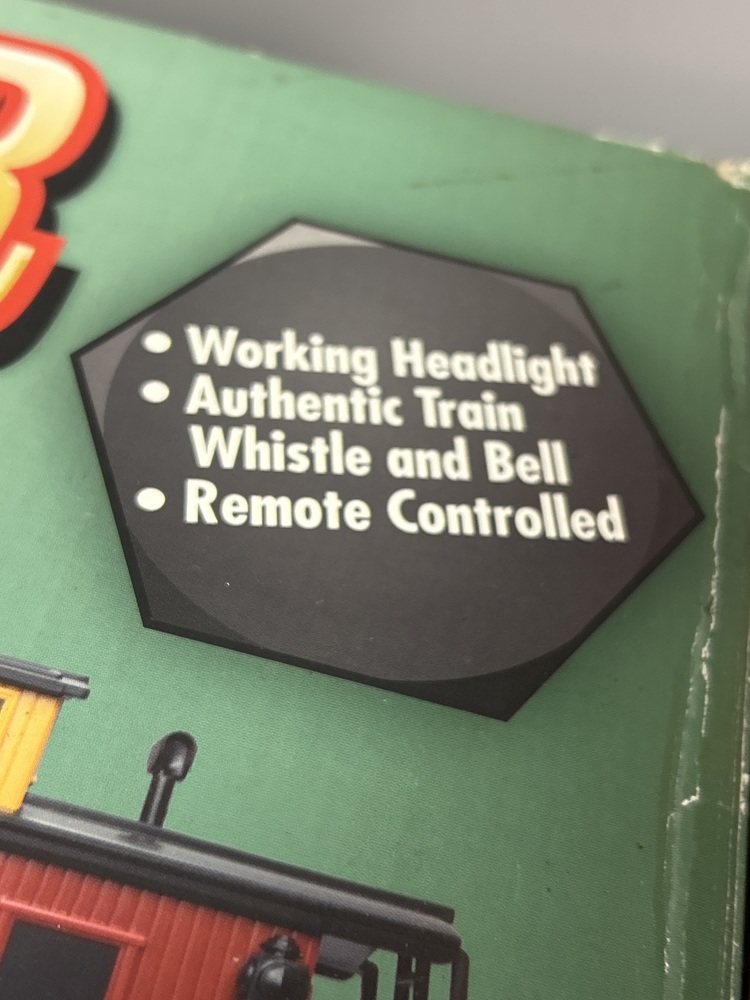 R
• Working Headlight
• Authentic Train
Whistle and Bell
• Remote Controlled